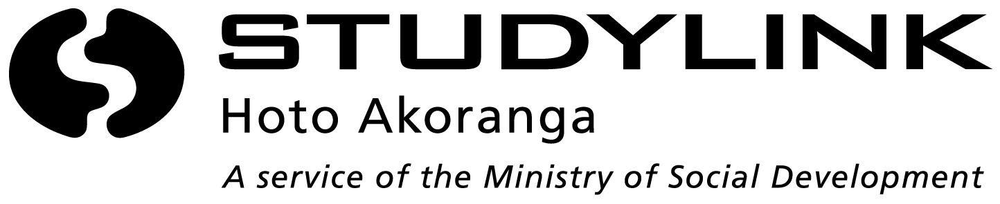 STUDYLINK
Hoto Akoranga
A service of the Ministry of Social Development